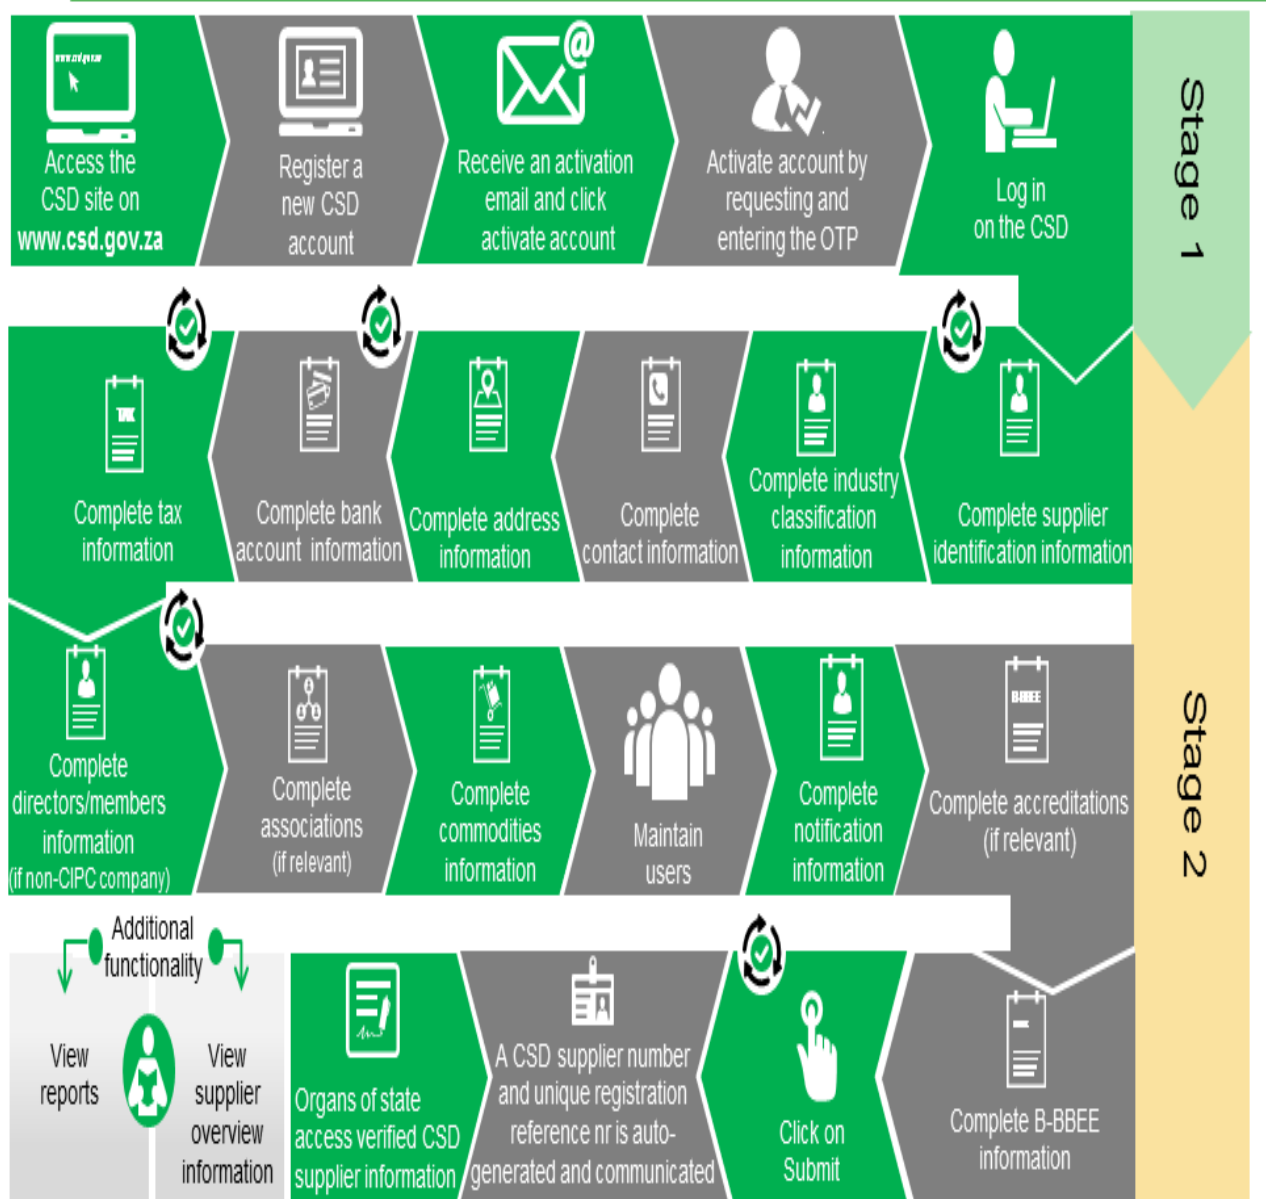 www.csd.gov.za
Access the
CSD site on
www.csd.gov.za
Register a
new CSD
account
@
Receive an activation
email and click
activate account
Activate account by
requesting and
entering the OTP
Log in
on the CSD
Stage 1
TAX
Complete tax
information
Complete bank
account information
Complete address
information
Complete
contact information
Complete industry
classification
information
Complete supplier
identification information
Complete
directors/members
information
(if non-CIPC company)
Complete
associations
(if relevant)
Complete
commodities
information
Maintain
users
Complete
notification
information
B-BBEE
Complete accreditations
(if relevant)
Stage 2
Additional
functionality
View
reports
View
supplier
overview
information
Organs of state
access verified CSD
supplier information
A CSD supplier number
and unique registration
reference nr is auto-
generated and communicated
Click on
Submit
Complete B-BBEE
information